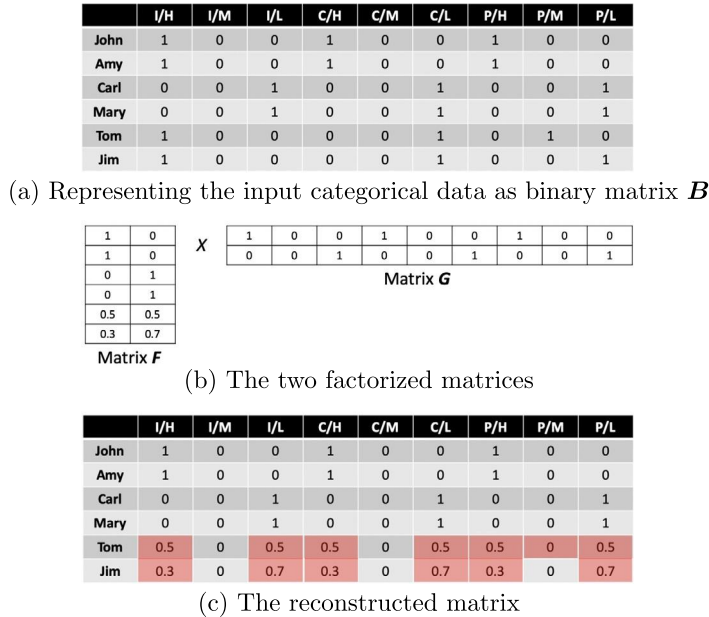 I/H I/M I/L C/H C/M C/L P/H P/M P/L
John 1 0 0 1 0 0 1 0 0
Amy 1 0 0 1 0 0 1 0 0
Carl 0 0 1 0 0 1 0 0 1
Mary 0 0 1 0 0 1 0 0 1
Tom 1 0 0 0 0 1 0 1 0
Jim 1 0 0 0 0 1 0 0 1
(a) Representing the input categorical data as binary matrix B
1 0
1 0
0 1
0 1
0.5 0.5
0.3 0.7
Matrix F
X
1 0 0 1 0 0 1 0 0
0 0 1 0 0 1 0 0 1
Matrix G
(b) The two factorized matrices
I/H I/M I/L C/H C/M C/L P/H P/M P/L
John 1 0 0 1 0 0 1 0 0
Amy 1 0 0 1 0 0 1 0 0
Carl 0 0 1 0 0 1 0 0 1
Mary 0 0 1 0 0 1 0 0 1
Tom 0.5 0 0.5 0.5 0 0.5 0.5 0 0.5
Jim 0.3 0 0.7 0.3 0 0.7 0.3 0 0.7
(c) The reconstructed matrix